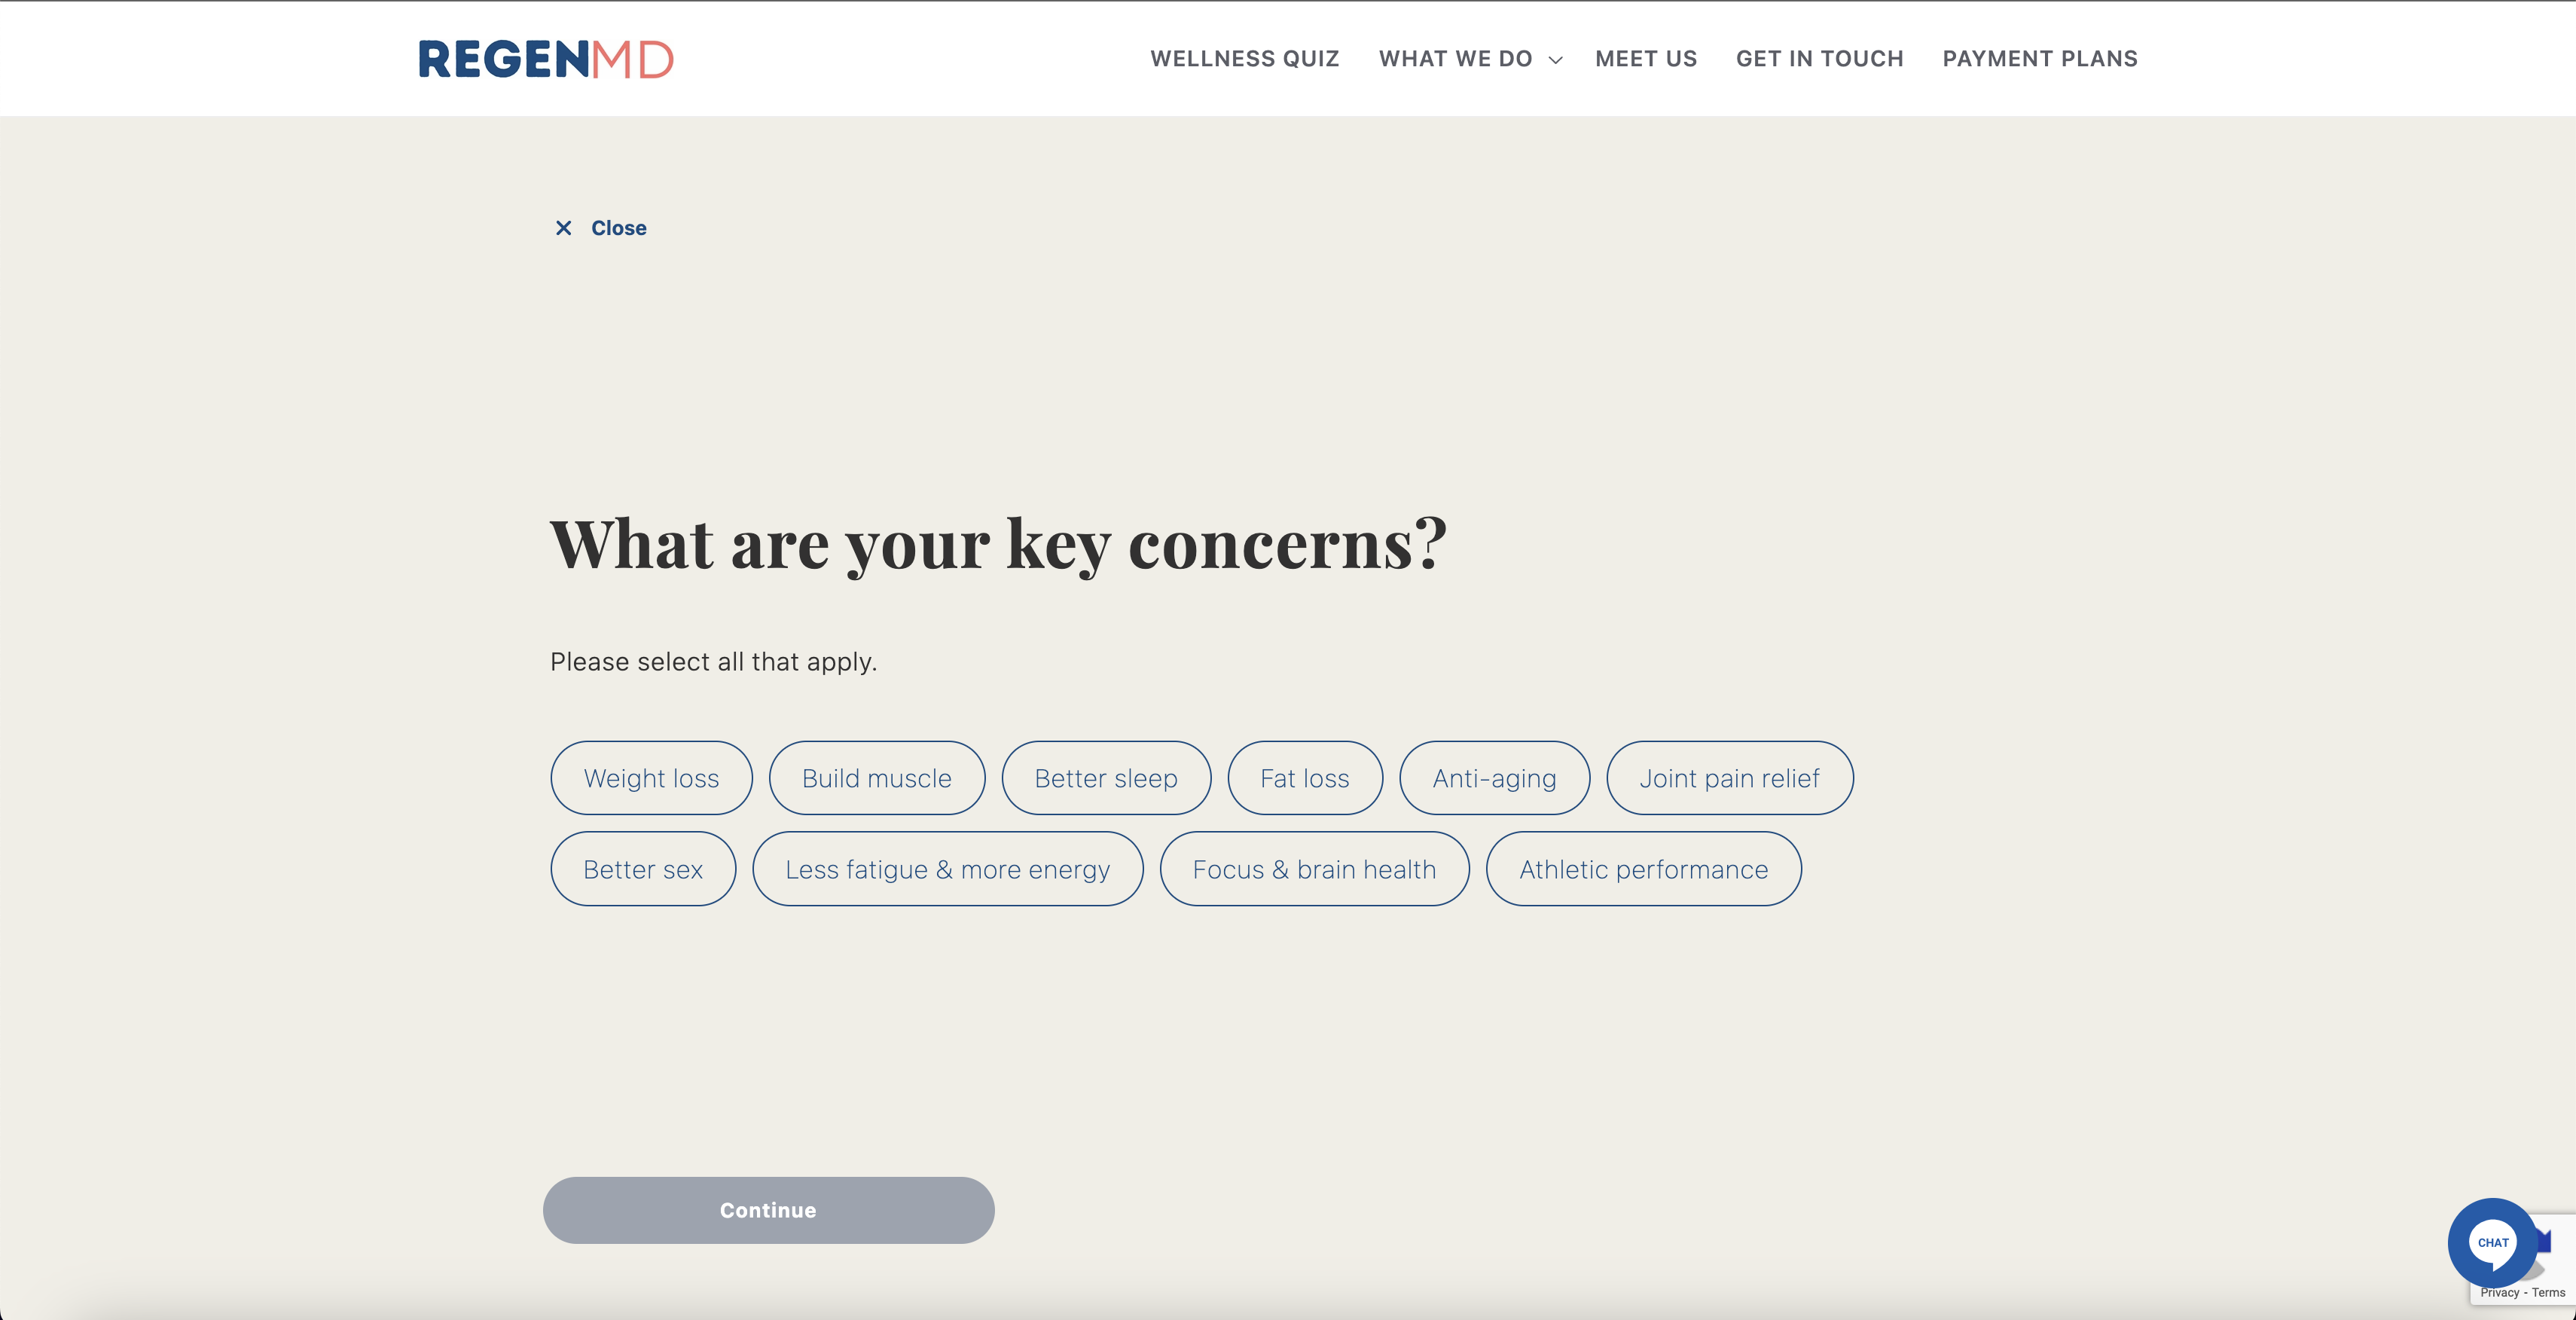 REGENMD
WELLNESS QUIZ WHAT WE DO MEET US GET IN TOUCH PAYMENT PLANS
Close
What are your key concerns?
Please select all that apply.
Weight loss Build muscle Better sleep Fat loss Anti-aging Joint pain relief
Better sex Less fatigue & more energy Focus & brain health Athletic performance
Continue
CHAT
Privacy - Terms